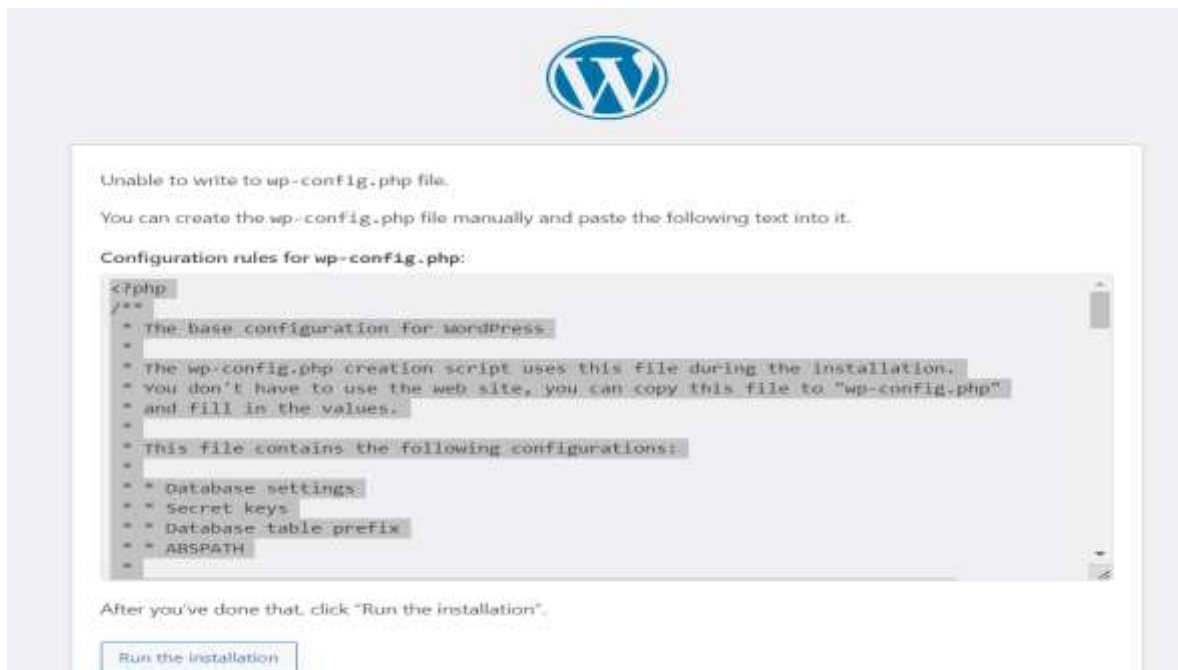 Unable to write to wp-config.php file.
You can create the wp-config.php file manually and paste the following text into it.
Configuration rules for wp-config.php:
<?php
/**
 * The base configuration for WordPress
 *
 * The wp-config.php creation script uses this file during the installation.
 * You don't have to use the web site, you can copy this file to "wp-config.php"
 * and fill in the values.
 *
 * This file contains the following configurations:
 *
 * * Database settings
 * * Secret keys
 * * Database table prefix
 * * ABSPATH
 *
After you've done that, click "Run the installation".
Run the installation